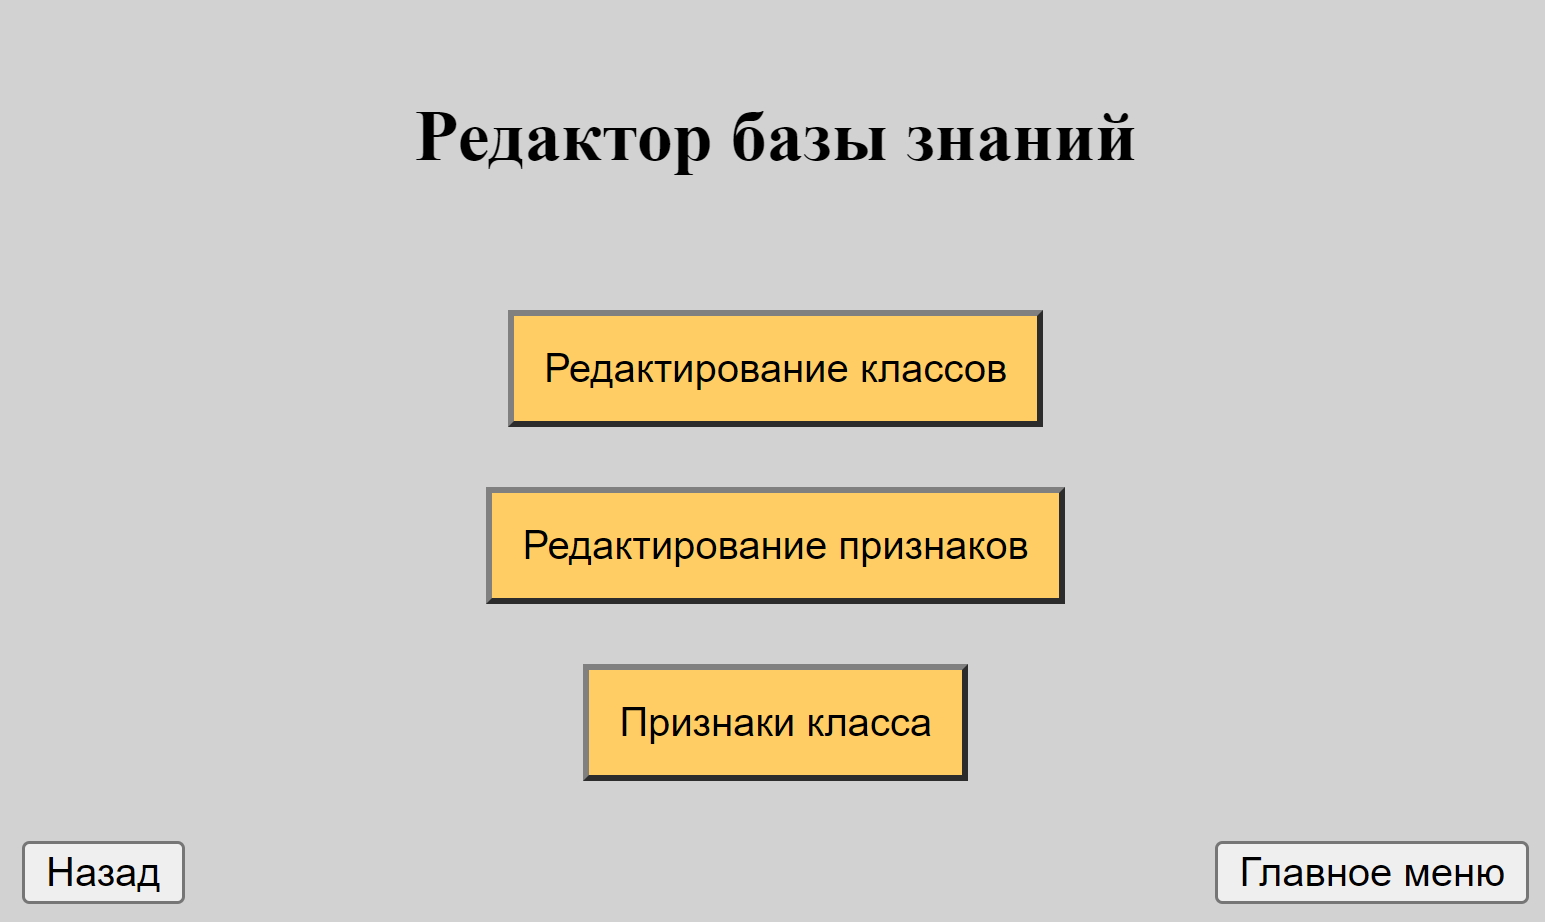 Редактор базы знаний
Редактирование классов
Редактирование признаков
Признаки класса
Назад
Главное меню